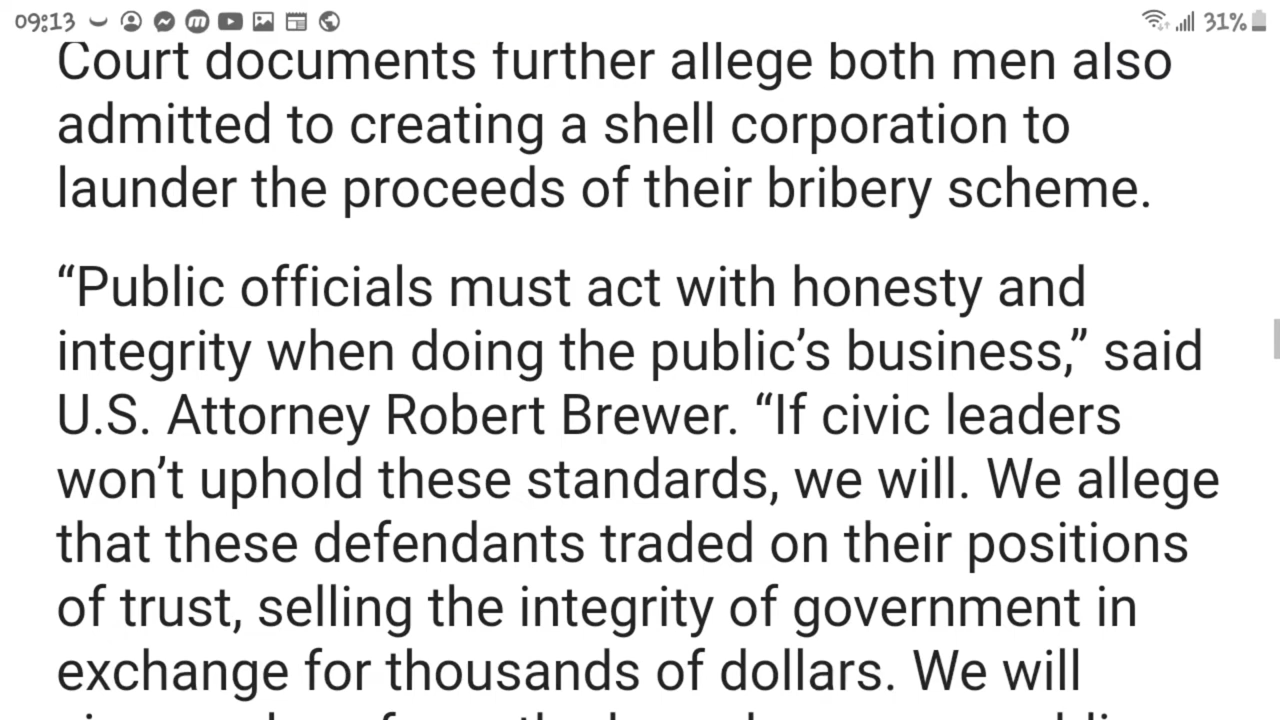 09:13
31%
Court documents further allege both men also
admitted to creating a shell corporation to
launder the proceeds of their bribery scheme.
“Public officials must act with honesty and
integrity when doing the public’s business,” said
U.S. Attorney Robert Brewer. “If civic leaders
won’t uphold these standards, we will. We allege
that these defendants traded on their positions
of trust, selling the integrity of government in
exchange for thousands of dollars. We will